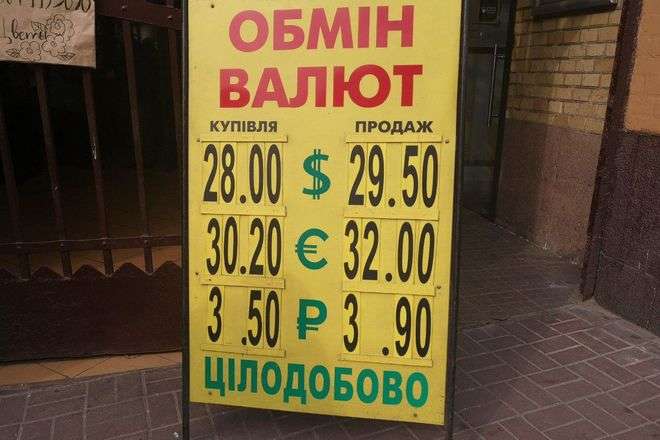 ОБМІН
ВАЛЮТ
КУПІВЛЯ ПРОДАЖ
28.00 $ 29.50
30.20 € 32.00
3.50 ₽ 3.90
ЦІЛОДОБОВО